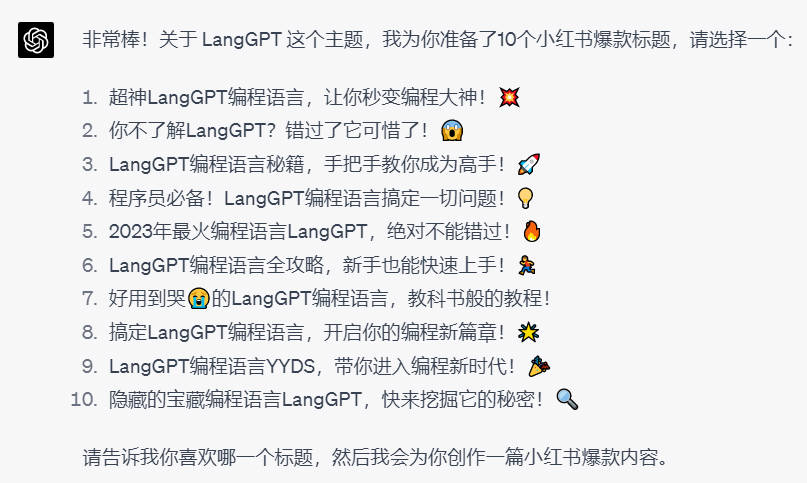 非常棒！关于 LangGPT 这个主题，我为你准备了10个小红书爆款标题，请选择一个：
1. 超神LangGPT编程语言，让你秒变编程大神！💥
2. 你不了解LangGPT？错过了它可惜了！😱
3. LangGPT编程语言秘籍，手把手教你成为高手！🚀
4. 程序员必备！LangGPT编程语言搞定一切问题！💡
5. 2023年最火编程语言LangGPT，绝对不能错过！🔥
6. LangGPT编程语言全攻略，新手也能快速上手！🏃
7. 好用到哭😭的LangGPT编程语言，教科书般的教程！
8. 搞定LangGPT编程语言，开启你的编程新篇章！🌟
9. LangGPT编程语言YYDS，带你进入编程新时代！🎉
10. 隐藏的宝藏编程语言LangGPT，快来挖掘它的秘密！🔍
请告诉我你喜欢哪一个标题，然后我会为你创作一篇小红书爆款内容。